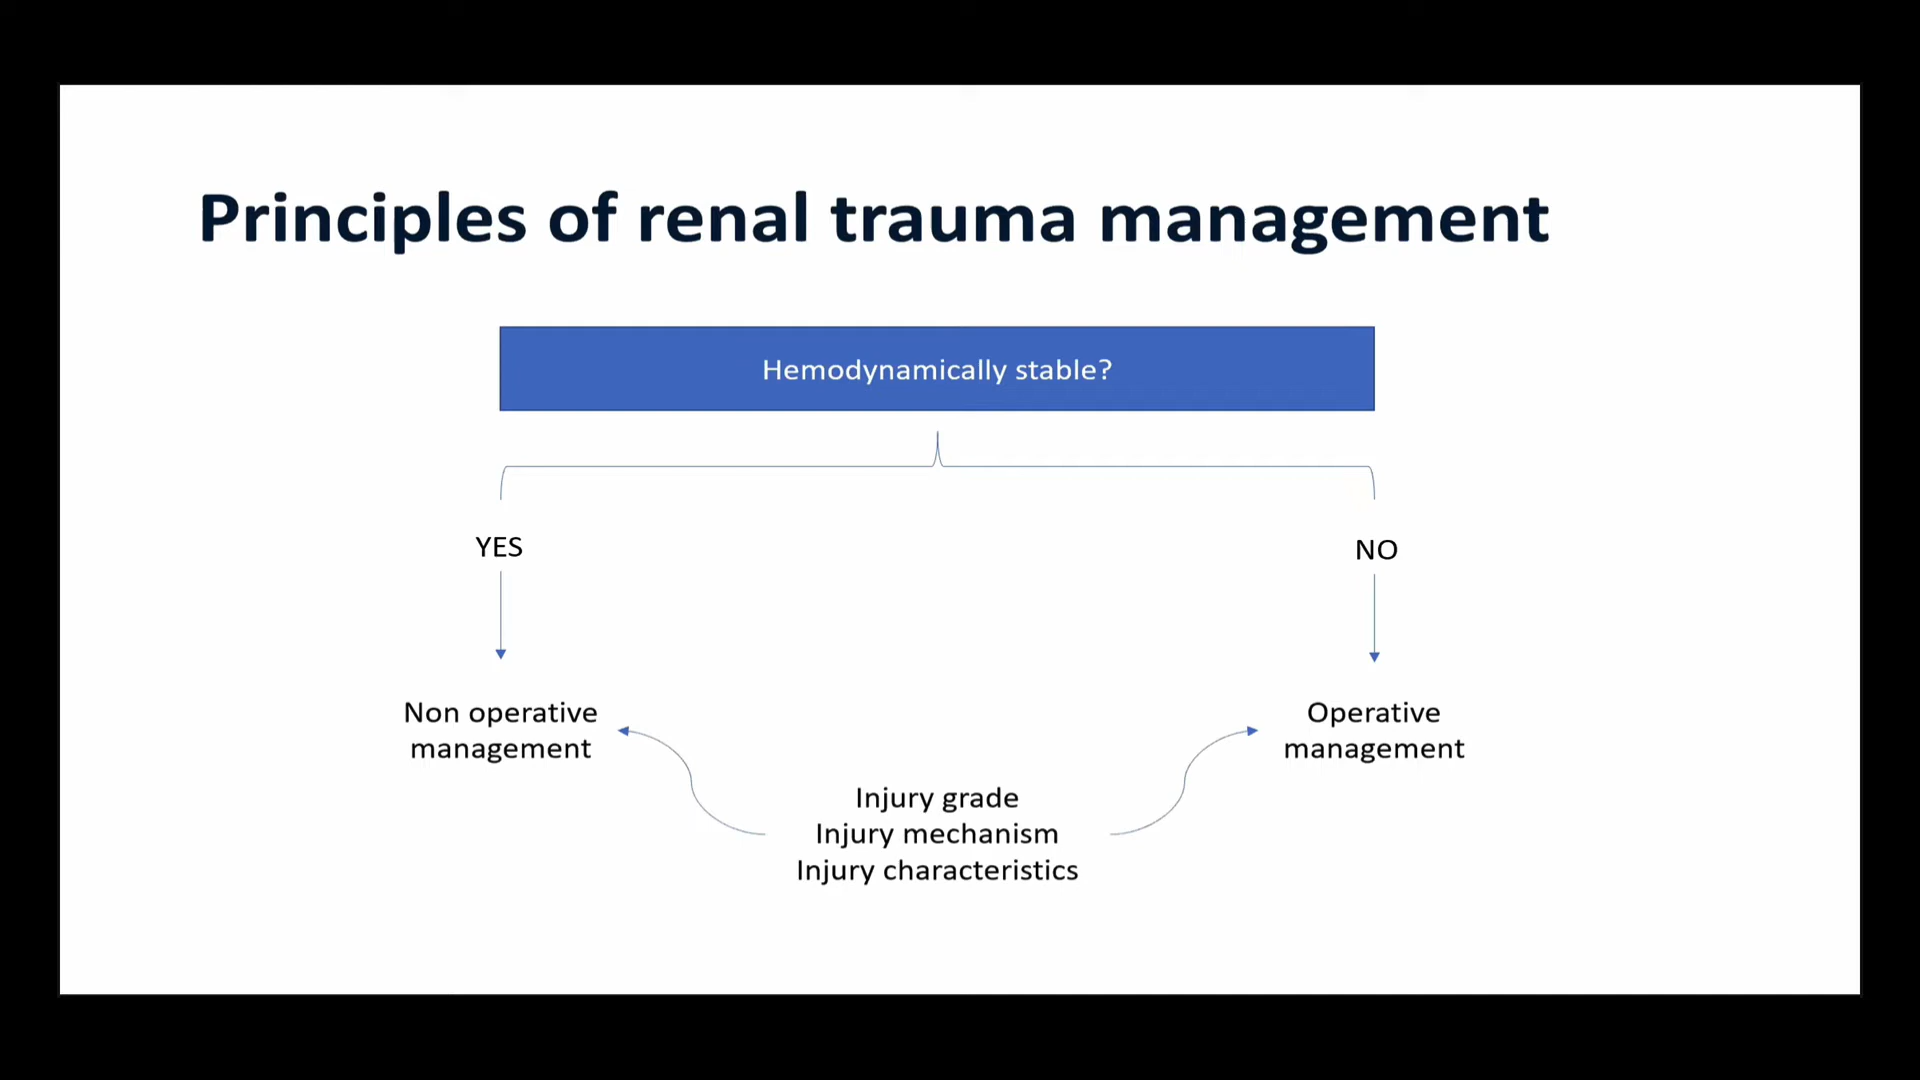 Principles of renal trauma management
Hemodynamically stable?
YES
NO
Non operative
management
Operative
management
Injury grade
Injury mechanism
Injury characteristics